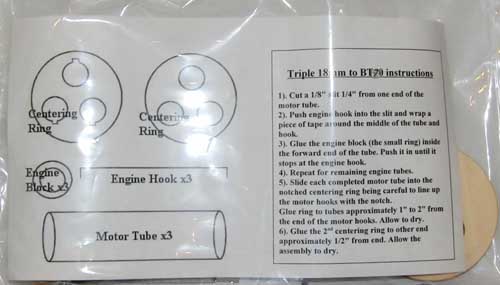 Centering
Ring
Centering
Ring
Engine
Block x3
Engine Hook x3
Motor Tube x3
Triple 18mm to BT70 instructions
1). Cut a 1/8" slit 1/4" from one end of the
motor tube.
2). Push engine hook into the slit and wrap a
piece of tape around the middle of the tube and
hook.
3). Glue the engine block (the small ring) inside
the forward end of the tube. Push it in until it
stops at the engine hook.
4). Repeat for remaining engine tubes.
5). Slide each completed motor tube into the
notched centering ring being careful to line up
the motor hooks with the notch.
Glue ring to tubes approximately 1" to 2" from
the end of the motor hooks. Allow to dry.
6). Glue the 2nd centering ring to other end
approximately 1/2" from end. Allow the
assembly to dry.